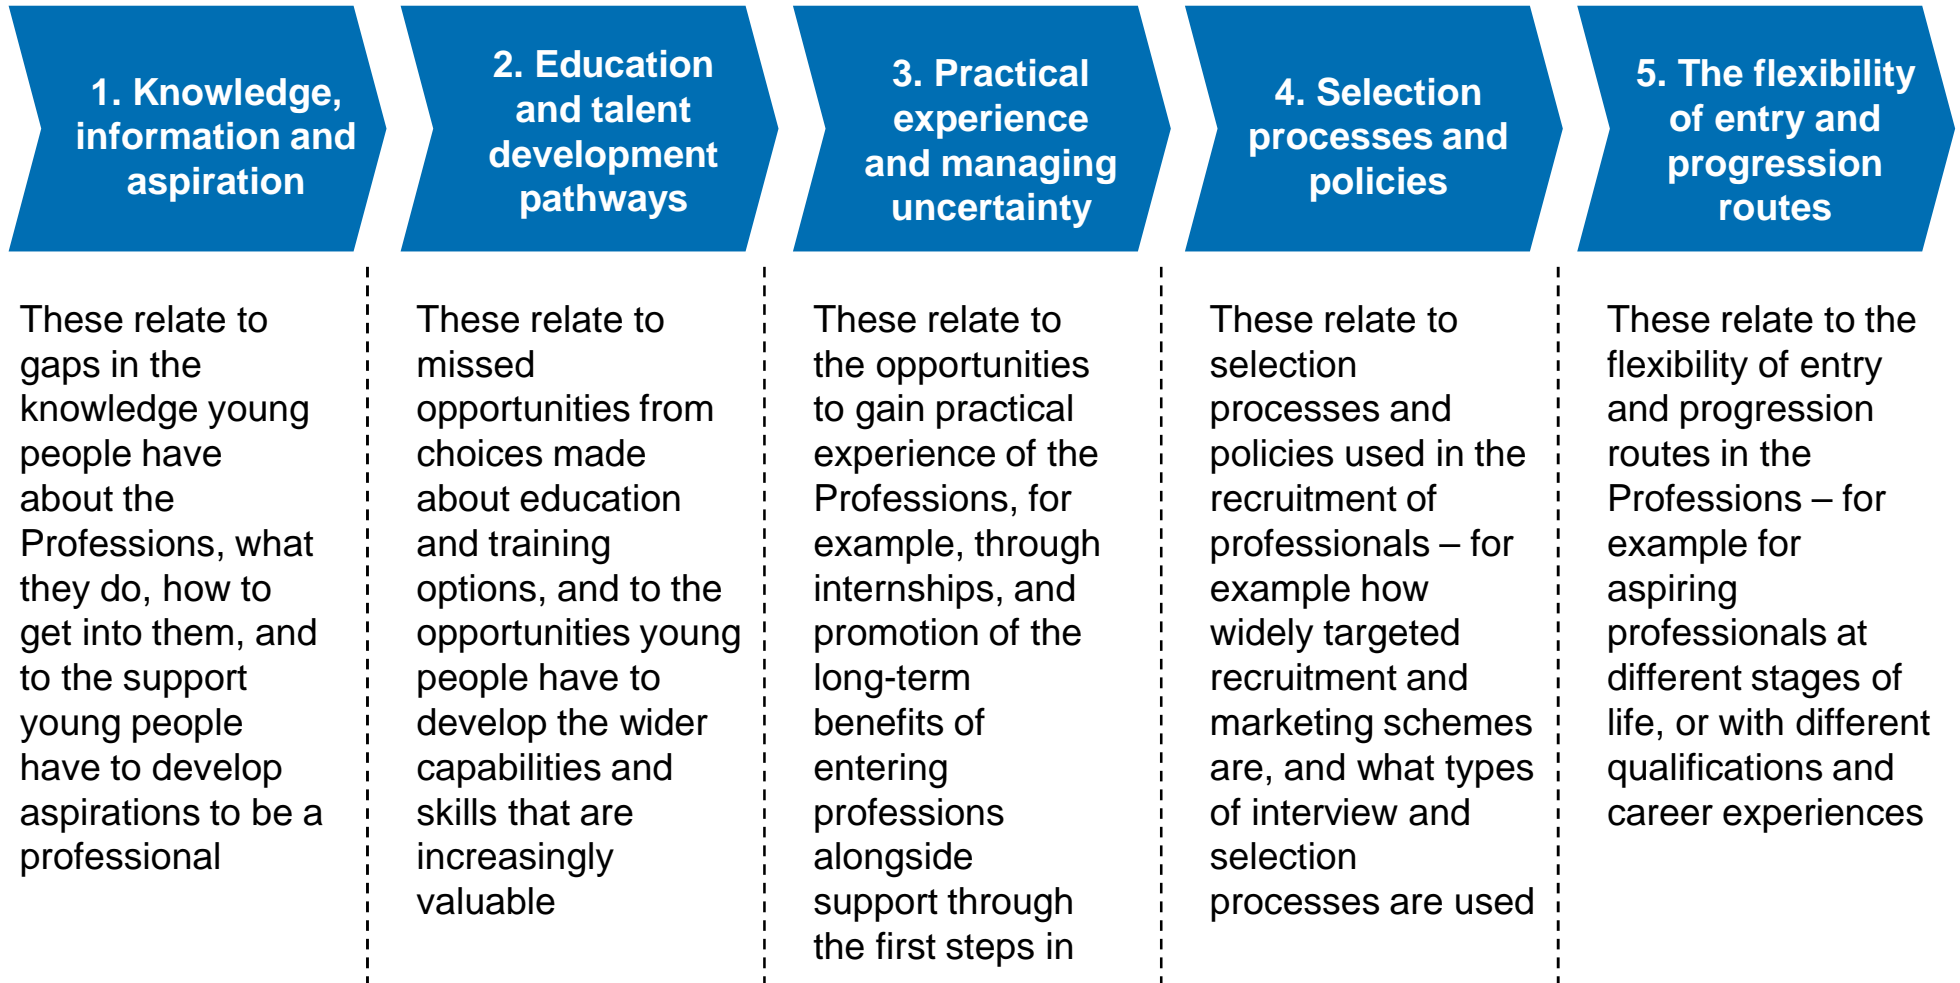 1. Knowledge,
information and
aspiration
2. Education
and talent
development
pathways
3. Practical
experience
and managing
uncertainty
4. Selection
processes and
policies
5. The flexibility
of entry and
progression
routes
These relate to
gaps in the
knowledge young
people have
about the
Professions, what
they do, how to
get into them, and
to the support
young people
have to develop
aspirations to be a
professional
These relate to
missed
opportunities from
choices made
about education
and training
options, and to the
opportunities young
people have to
develop the wider
capabilities and
skills that are
increasingly
valuable
These relate to
the opportunities
to gain practical
experience of the
Professions, for
example, through
internships, and
promotion of the
long-term
benefits of
entering
professions
alongside
support through
the first steps in
These relate to
selection
processes and
policies used in the
recruitment of
professionals – for
example how
widely targeted
recruitment and
marketing schemes
are, and what types
of interview and
selection
processes are used
These relate to the
flexibility of entry
and progression
routes in the
Professions – for
example for
aspiring
professionals at
different stages of
life, or with different
qualifications and
career experiences